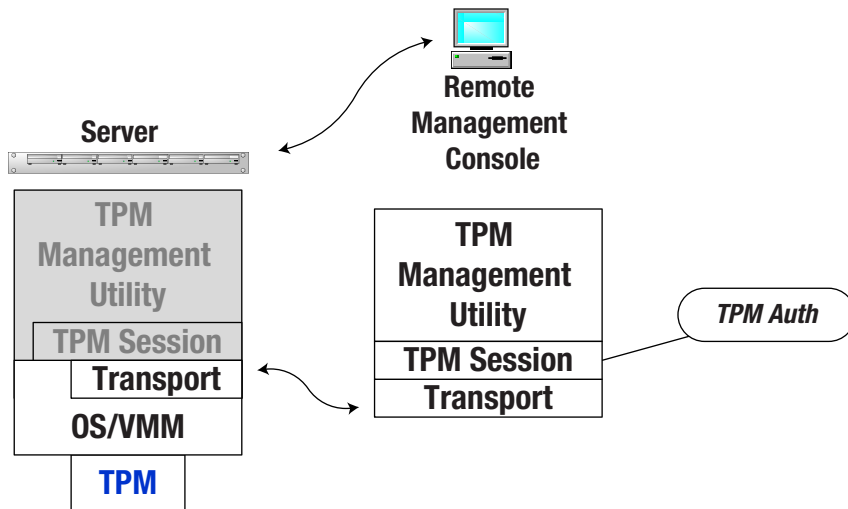 Remote
Management
Console
Server
TPM
Management
Utility
TPM Session
Transport
OS/VMM
TPM
TPM
Management
Utility
TPM Session
Transport
TPM Auth